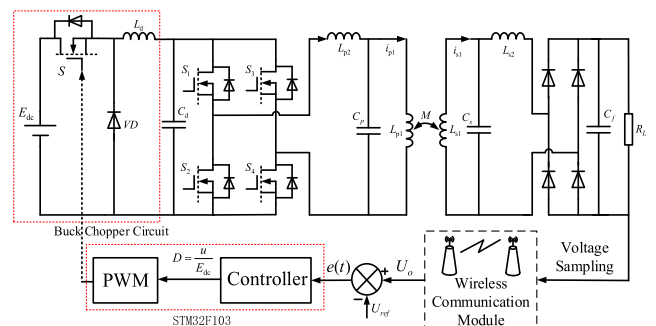 S
L_d
E_dc
VD
C_d
S_1
S_3
S_2
S_4
L_p2
i_p1
C_p
L_p1
M
i_s1
L_s2
L_s1
C_s
C_f
R_L
Buck Chopper Circuit
PWM
D = u / E_dc
Controller
e(t)
+
−
U_ref
U_o
Wireless
Communication
Module
Voltage
Sampling
STM32F103